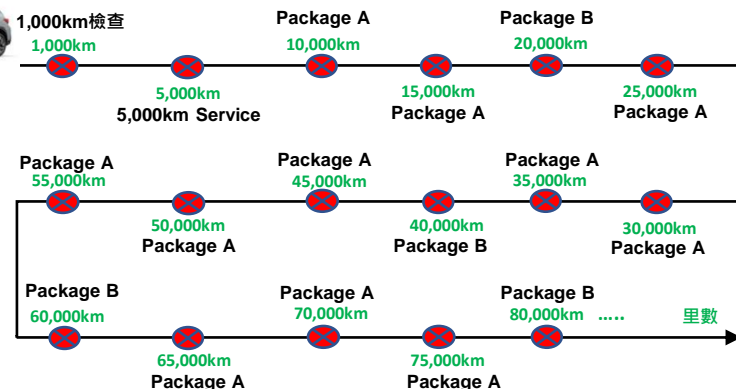 1,000km檢查
1,000km
5,000km
5,000km Service
Package A
10,000km
15,000km
Package A
Package B
20,000km
25,000km
Package A
Package A
55,000km
50,000km
Package A
Package A
45,000km
40,000km
Package B
Package A
35,000km
30,000km
Package A
Package B
60,000km
65,000km
Package A
Package A
70,000km
75,000km
Package A
Package B
80,000km .....
里數